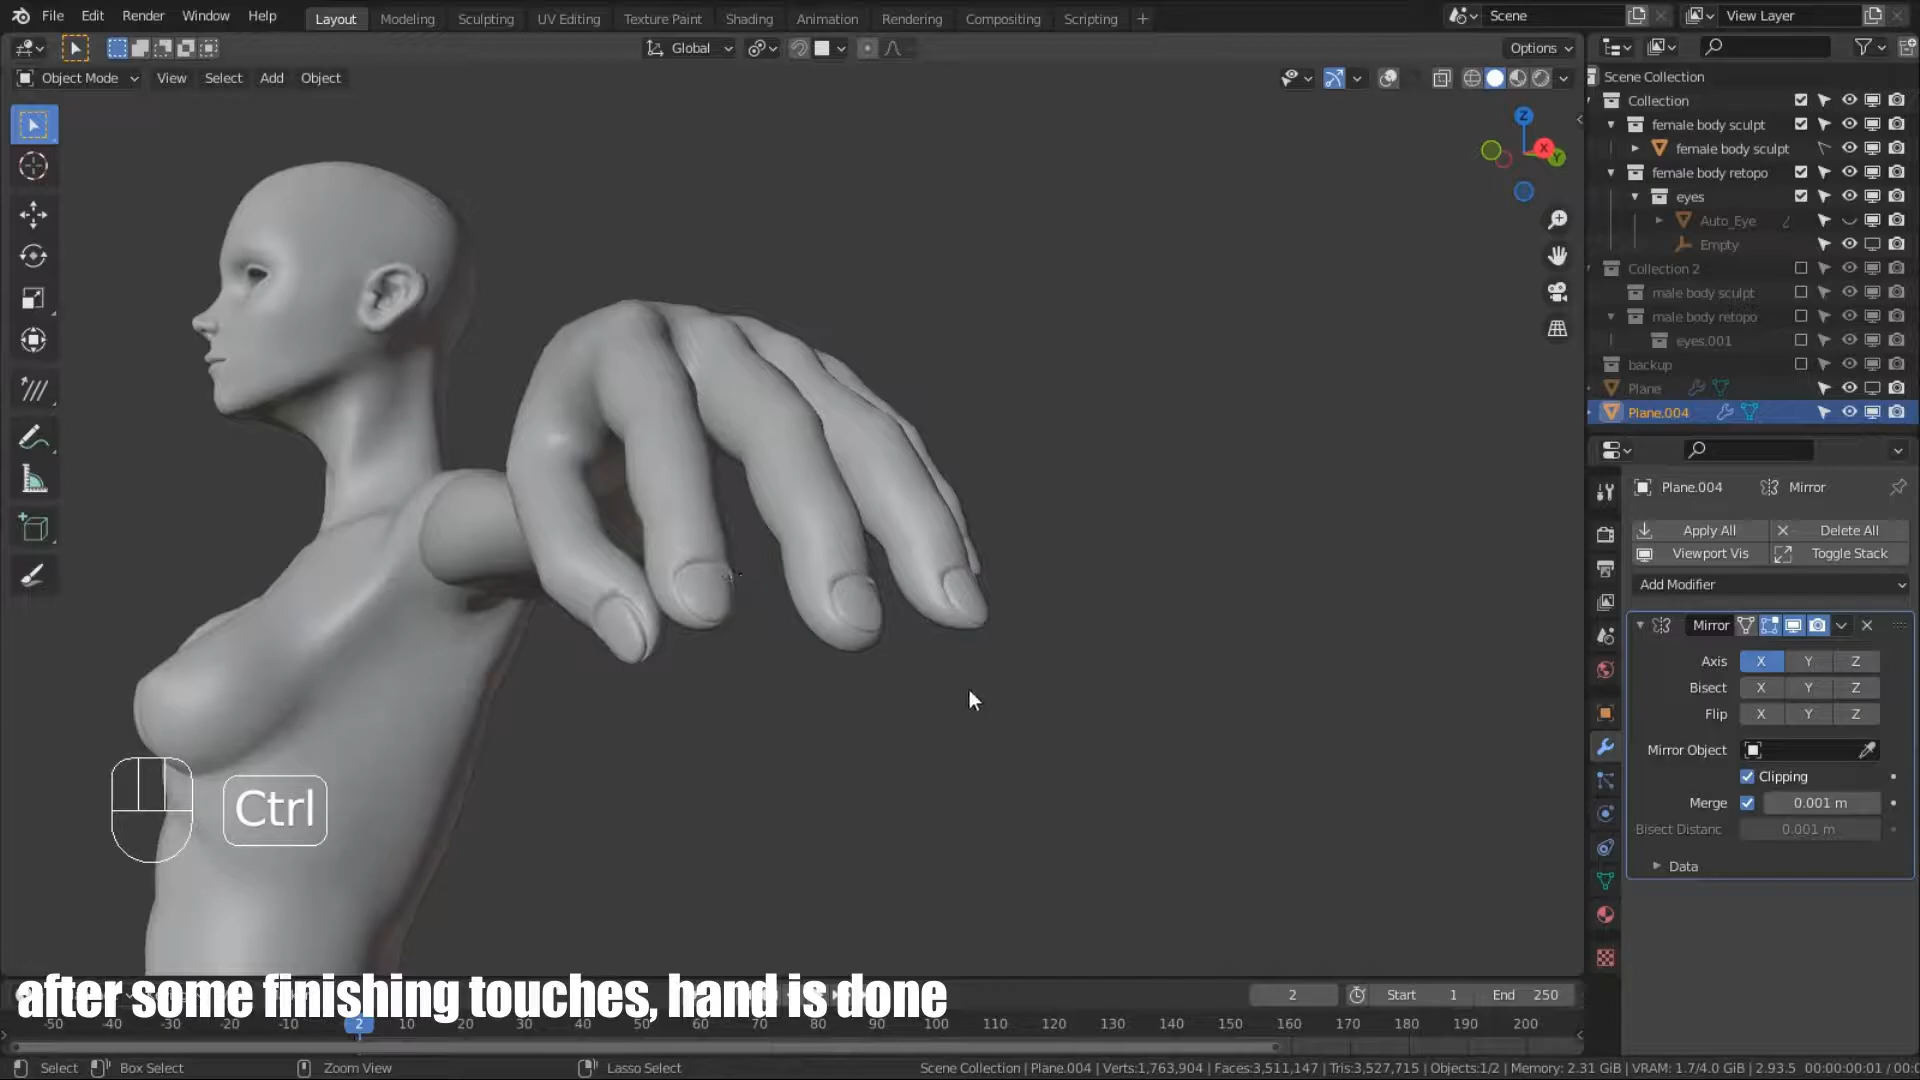 File Edit Render Window Help Layout Modeling Sculpting UV Editing Texture Paint Shading Animation Rendering Compositing Scripting Scene View Layer
Global Options
Object Mode View Select Add Object
Scene Collection
Collection
female body sculpt
female body sculpt
female body retopo
eyes
Auto_Eye
Empty
Collection 2
male body sculpt
male body retopo
eyes.001
backup
Plane
Plane.004
Z
X
Y
Plane.004 Mirror
Apply All Delete All
Viewport Vis Toggle Stack
Add Modifier
Mirror
Axis X Y Z
Bisect X Y Z
Flip X Y Z
Mirror Object
Clipping
Merge 0.001 m
Bisect Distanc 0.001 m
Data
Ctrl
after some finishing touches, hand is done
2 Start 1 End 250
-50 -40 -30 -20 -10 2 10 20 30 40 50 60 70 80 90 100 110 120 130 140 150 160 170 180 190 200
Select Box Select Zoom View Lasso Select Scene Collection | Plane.004 | Verts:1,763,904 | Faces:3,511,147 | Tris:3,527,715 | Objects:1/2 | Memory: 2.31 GiB | VRAM: 1.7/4.0 GiB | 2.93.5 00:00:00:01 / 00:0